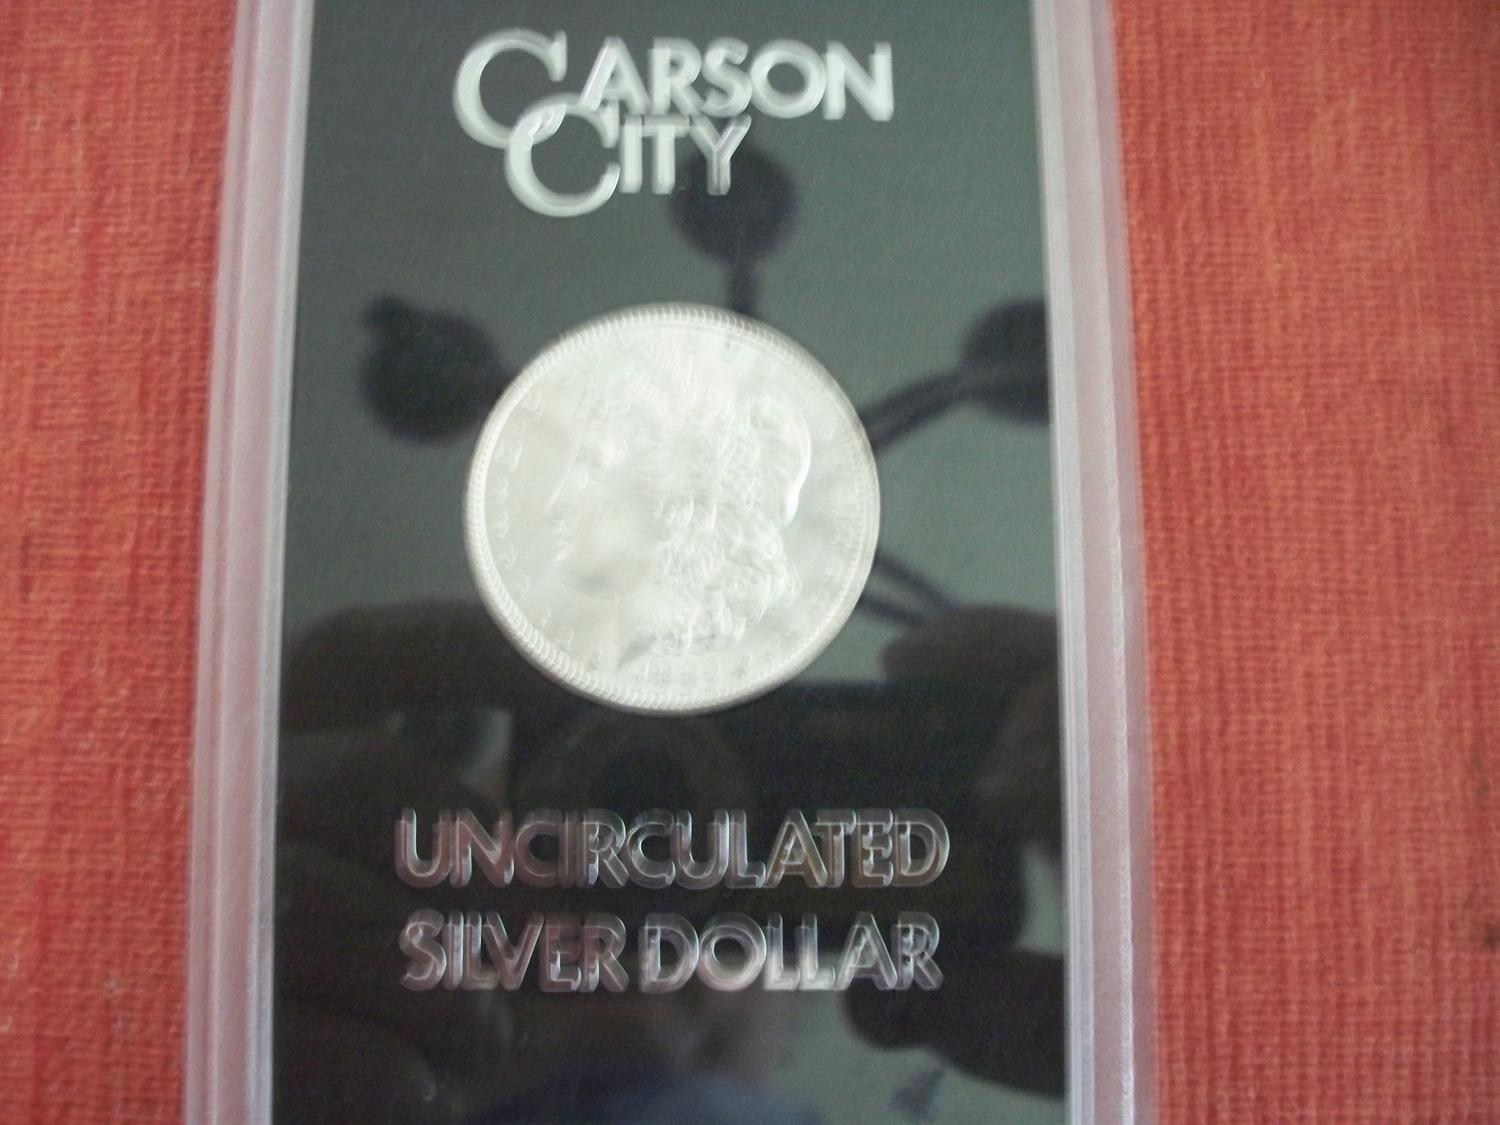 CARSON
CITY
UNCIRCULATED
SILVER DOLLAR